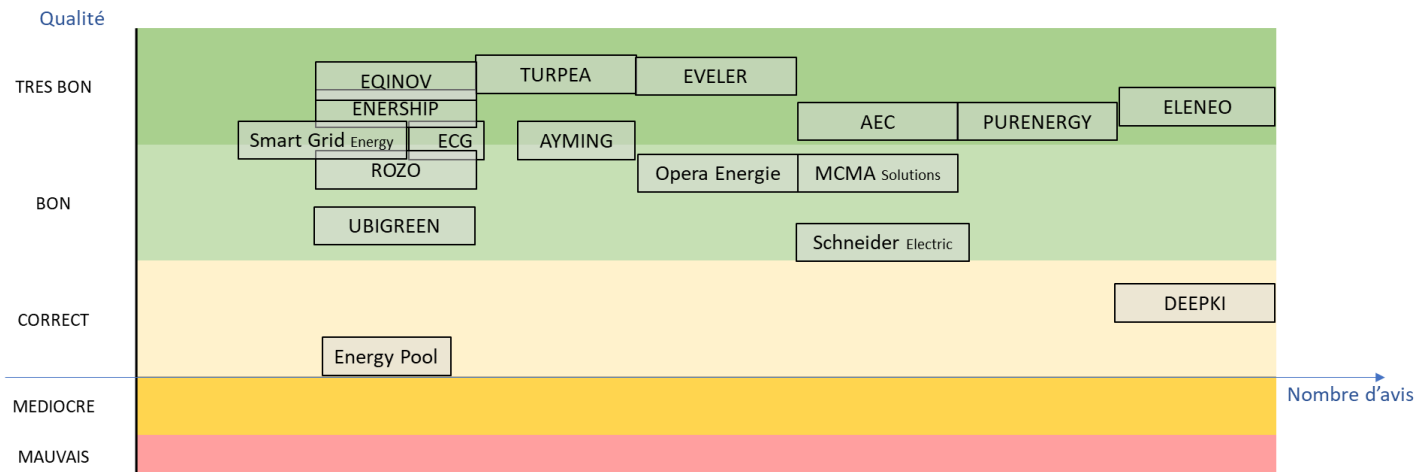 Qualité
TRES BON
EQINOV
TURPEA
EVELER
ENERSHIP
AEC
PURENERGY
ELENEO
Smart Grid Energy
ECG
AYMING
BON
ROZO
Opera Energie
MCMA Solutions
UBIGREEN
Schneider Electric
CORRECT
DEEPKI
Energy Pool
Nombre d’avis
MEDIOCRE
MAUVAIS